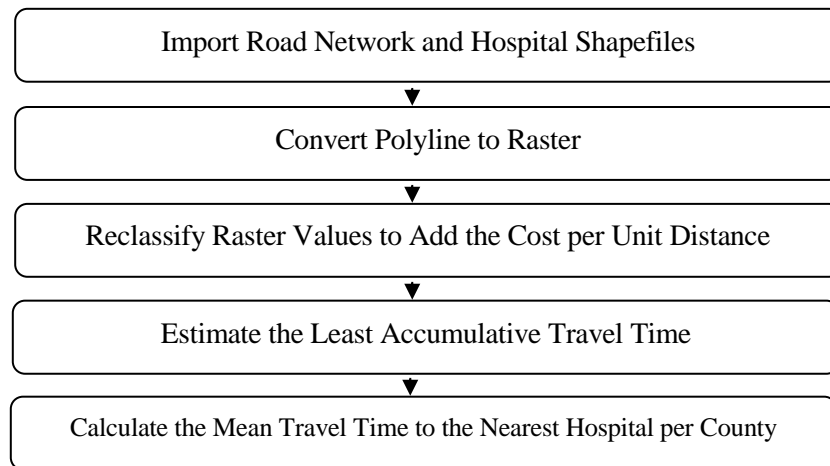 Import Road Network and Hospital Shapefiles
Convert Polyline to Raster
Reclassify Raster Values to Add the Cost per Unit Distance
Estimate the Least Accumulative Travel Time
Calculate the Mean Travel Time to the Nearest Hospital per County